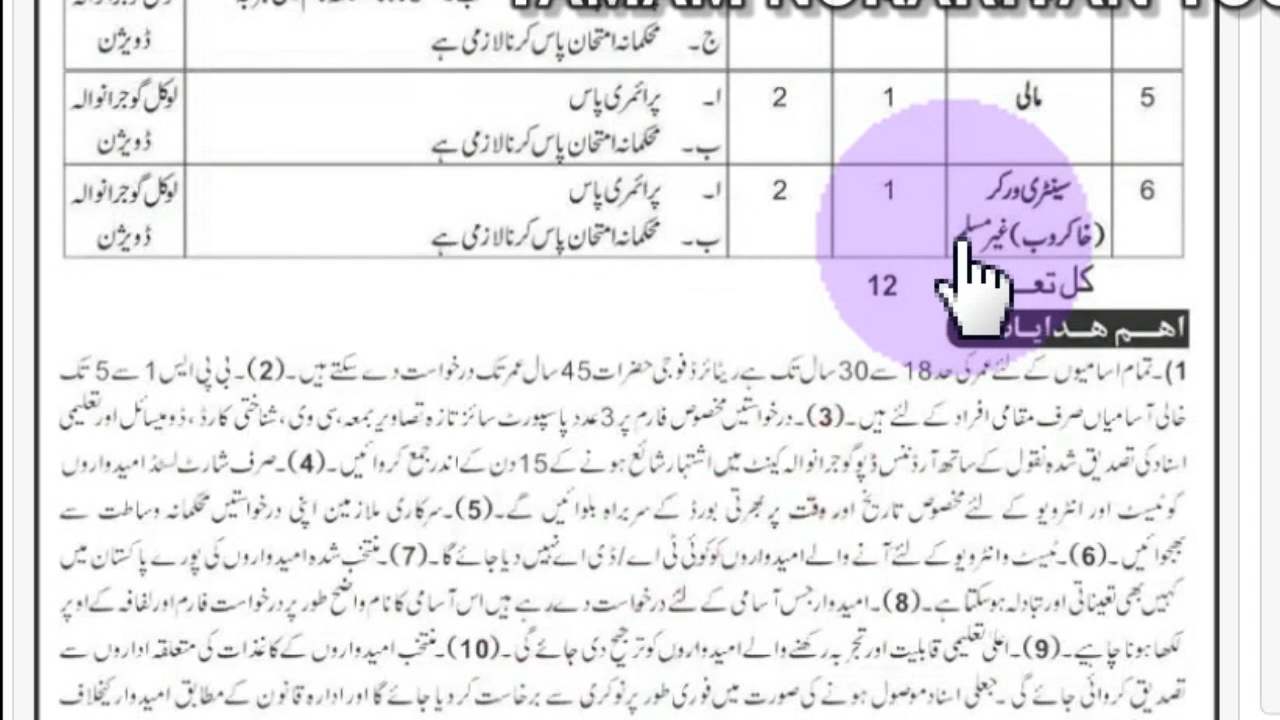 TAMAM NOKARIYAN YOU
ج۔ محکمانہ امتحان پاس کرنا لازمی ہے ڈویژن
5 مالی 1 2 ا۔ پرائمری پاس لوکل گوجرانوالہ
ب۔ محکمانہ امتحان پاس کرنا لازمی ہے ڈویژن
6 سینٹری ورکر 1 2 ا۔ پرائمری پاس لوکل گوجرانوالہ
(خاکروب) غیر مسلم ب۔ محکمانہ امتحان پاس کرنا لازمی ہے ڈویژن
کل 12
اهم
1)۔ تمام اسامیوں کے لئے عمر کی حد 18 سے 30 سال تک ہے ریٹائرڈ فوجی حضرات 45 سال عمر تک درخواست دے سکتے ہیں۔ (2)۔ بی پی ایس 1 سے 5 تک
خالی آسامیاں صرف مقامی افراد کے لئے ہیں۔ (3)۔ درخواستیں مخصوص فارم پر 3 عدد پاسپورٹ سائز تازہ تصاویر بمعہ، سی وی، شناختی کارڈ، ڈومیسائل اور تعلیمی
اسناد کی تصدیق شدہ نقول کے ساتھ آرڈننس ڈپو گوجرانوالہ کینٹ میں اشتہار شائع ہونے کے 15 دن کے اندر جمع کروائیں۔ (4)۔ صرف شارٹ لسٹڈ امیدواروں
کو ٹیسٹ اور انٹرویو کے لئے مخصوص تاریخ اور وقت پر بھرتی بورڈ کے سربراہ بلوائیں گے۔ (5)۔ سرکاری ملازمین اپنی درخواستیں محکمانہ وساطت سے
بھجوائیں۔ (6)۔ ٹیسٹ و انٹرویو کے لئے آنے والے امیدواروں کو کوئی ٹی اے/ڈی اے نہیں دیا جائے گا۔ (7)۔ منتخب شدہ امیدواروں کی پورے پاکستان میں
کہیں بھی تعیناتی اور تبادلہ ہو سکتا ہے۔ (8)۔ امیدوار جس آسامی کے لئے درخواست دے رہے ہیں اس آسامی کا نام واضح طور پر درخواست فارم اور لفافہ کے اوپر
لکھا ہونا چاہیے۔ (9)۔ اعلیٰ تعلیمی قابلیت اور تجربہ رکھنے والے امیدواروں کو ترجیح دی جائے گی۔ (10)۔ منتخب امیدواروں کے کاغذات کی متعلقہ اداروں سے
تصدیق کروائی جائے گی۔ جعلی اسناد موصول ہونے کی صورت میں فوری طور پر نوکری سے برخاست کر دیا جائے گا اور ادارہ قانون کے مطابق امیدوار کیخلاف